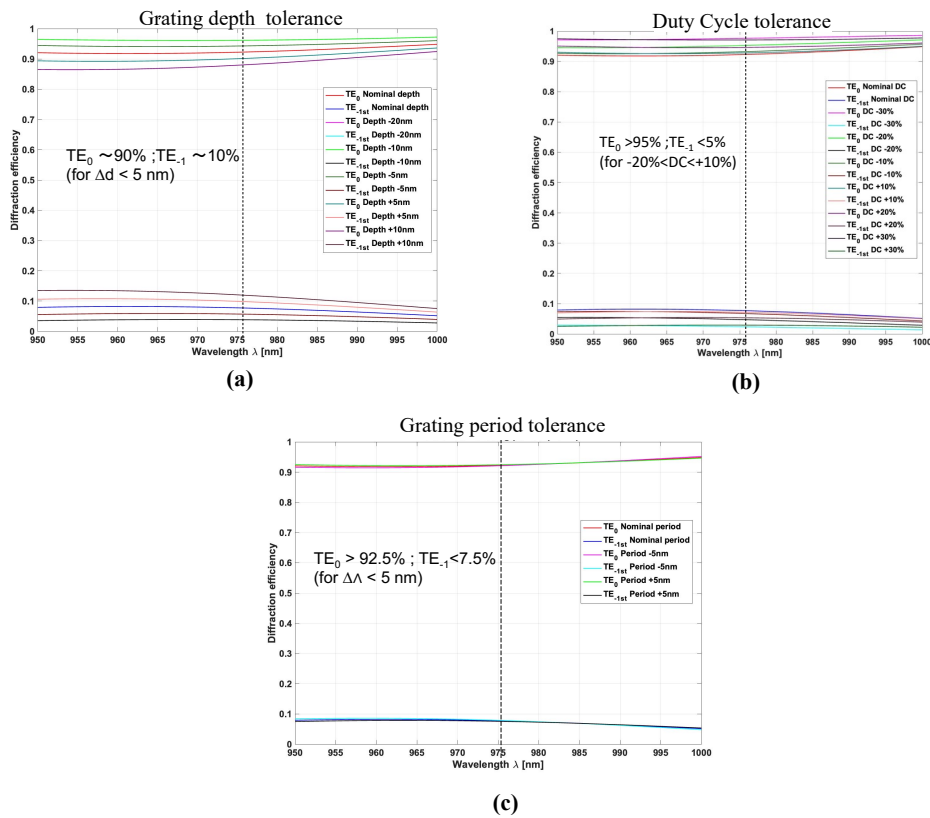 Grating depth tolerance
Diffraction efficiency
1
0.9
0.8
0.7
0.6
0.5
0.4
0.3
0.2
0.1
0
TE0 ~90% ;TE-1 ~10%
(for Δd < 5 nm)
TE0 Nominal depth
TE-1st Nominal depth
TE0 Depth -20nm
TE-1st Depth -20nm
TE0 Depth -10nm
TE-1st Depth -10nm
TE0 Depth -5nm
TE-1st Depth -5nm
TE0 Depth +5nm
TE-1st Depth +5nm
TE0 Depth +10nm
TE-1st Depth +10nm
950 955 960 965 970 975 980 985 990 995 1000
Wavelength λ [nm]
(a)
Duty Cycle tolerance
Diffraction efficiency
1
0.9
0.8
0.7
0.6
0.5
0.4
0.3
0.2
0.1
0
TE0 >95% ;TE-1 <5%
(for -20%<DC<+10%)
TE0 Nominal DC
TE-1st Nominal DC
TE0 DC -30%
TE-1st DC -30%
TE0 DC -20%
TE-1st DC -20%
TE0 DC -10%
TE-1st DC -10%
TE0 DC +10%
TE-1st DC +10%
TE0 DC +20%
TE-1st DC +20%
TE0 DC +30%
TE-1st DC +30%
950 955 960 965 970 975 980 985 990 995 1000
Wavelength λ [nm]
(b)
Grating period tolerance
Diffraction efficiency
1
0.9
0.8
0.7
0.6
0.5
0.4
0.3
0.2
0.1
0
TE0 > 92.5% ; TE-1<7.5%
(for ΔΛ < 5 nm)
TE0 Nominal period
TE-1st Nominal period
TE0 Period -5nm
TE-1st Period -5nm
TE0 Period +5nm
TE-1st Period +5nm
950 955 960 965 970 975 980 985 990 995 1000
Wavelength λ [nm]
(c)